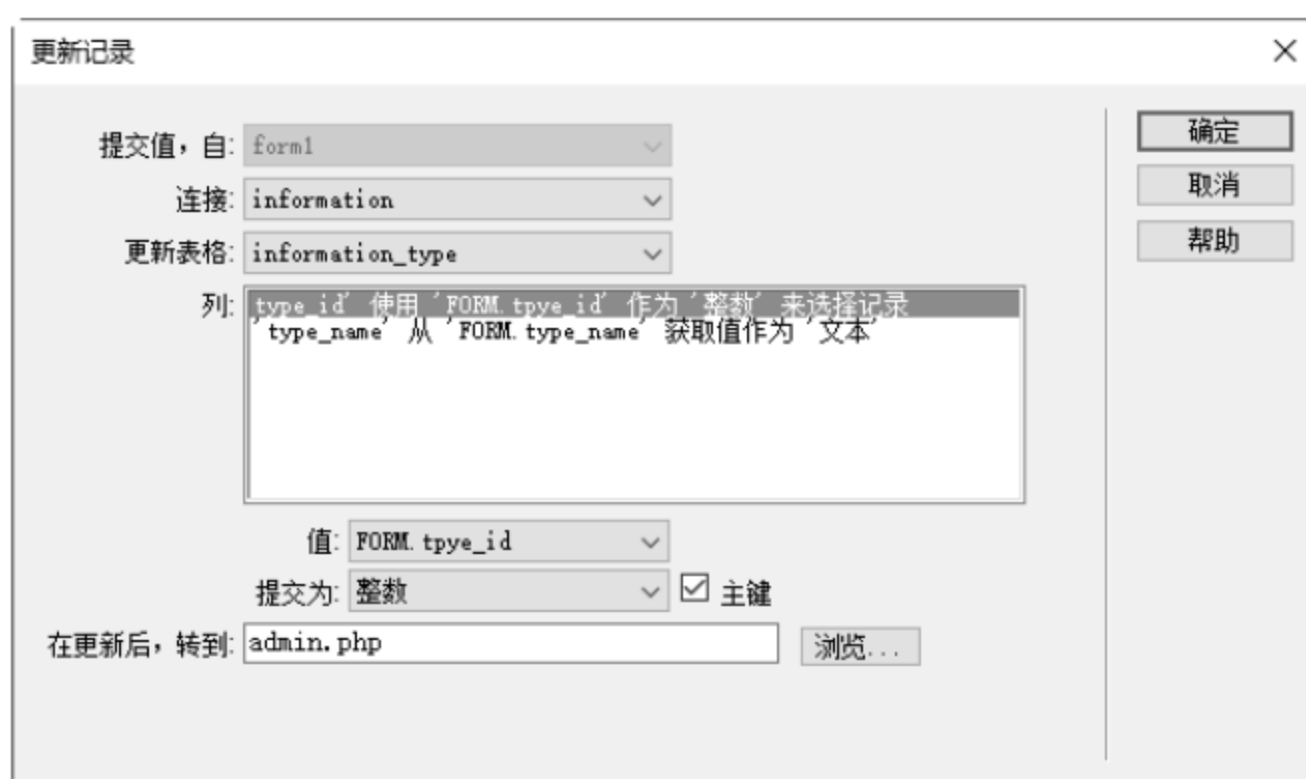 更新记录
提交值，自: form1
确定
连接: information
取消
更新表格: information_type
帮助
列: type_id' 使用 'FORM.tpye_id' 作为 '整数' 来选择记录
'type_name' 从 'FORM.type_name' 获取值作为 '文本'
值: FORM.tpye_id
提交为: 整数 主键
在更新后，转到: admin.php 浏览...